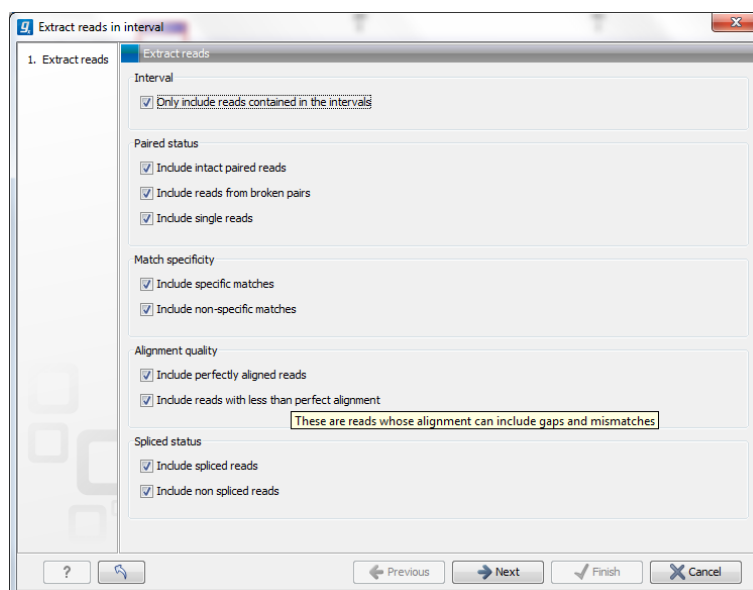 Extract reads in interval
1. Extract reads
Extract reads
Interval
Only include reads contained in the intervals
Paired status
Include intact paired reads
Include reads from broken pairs
Include single reads
Match specificity
Include specific matches
Include non-specific matches
Alignment quality
Include perfectly aligned reads
Include reads with less than perfect alignment
These are reads whose alignment can include gaps and mismatches
Spliced status
Include spliced reads
Include non spliced reads
?
Previous
Next
Finish
Cancel